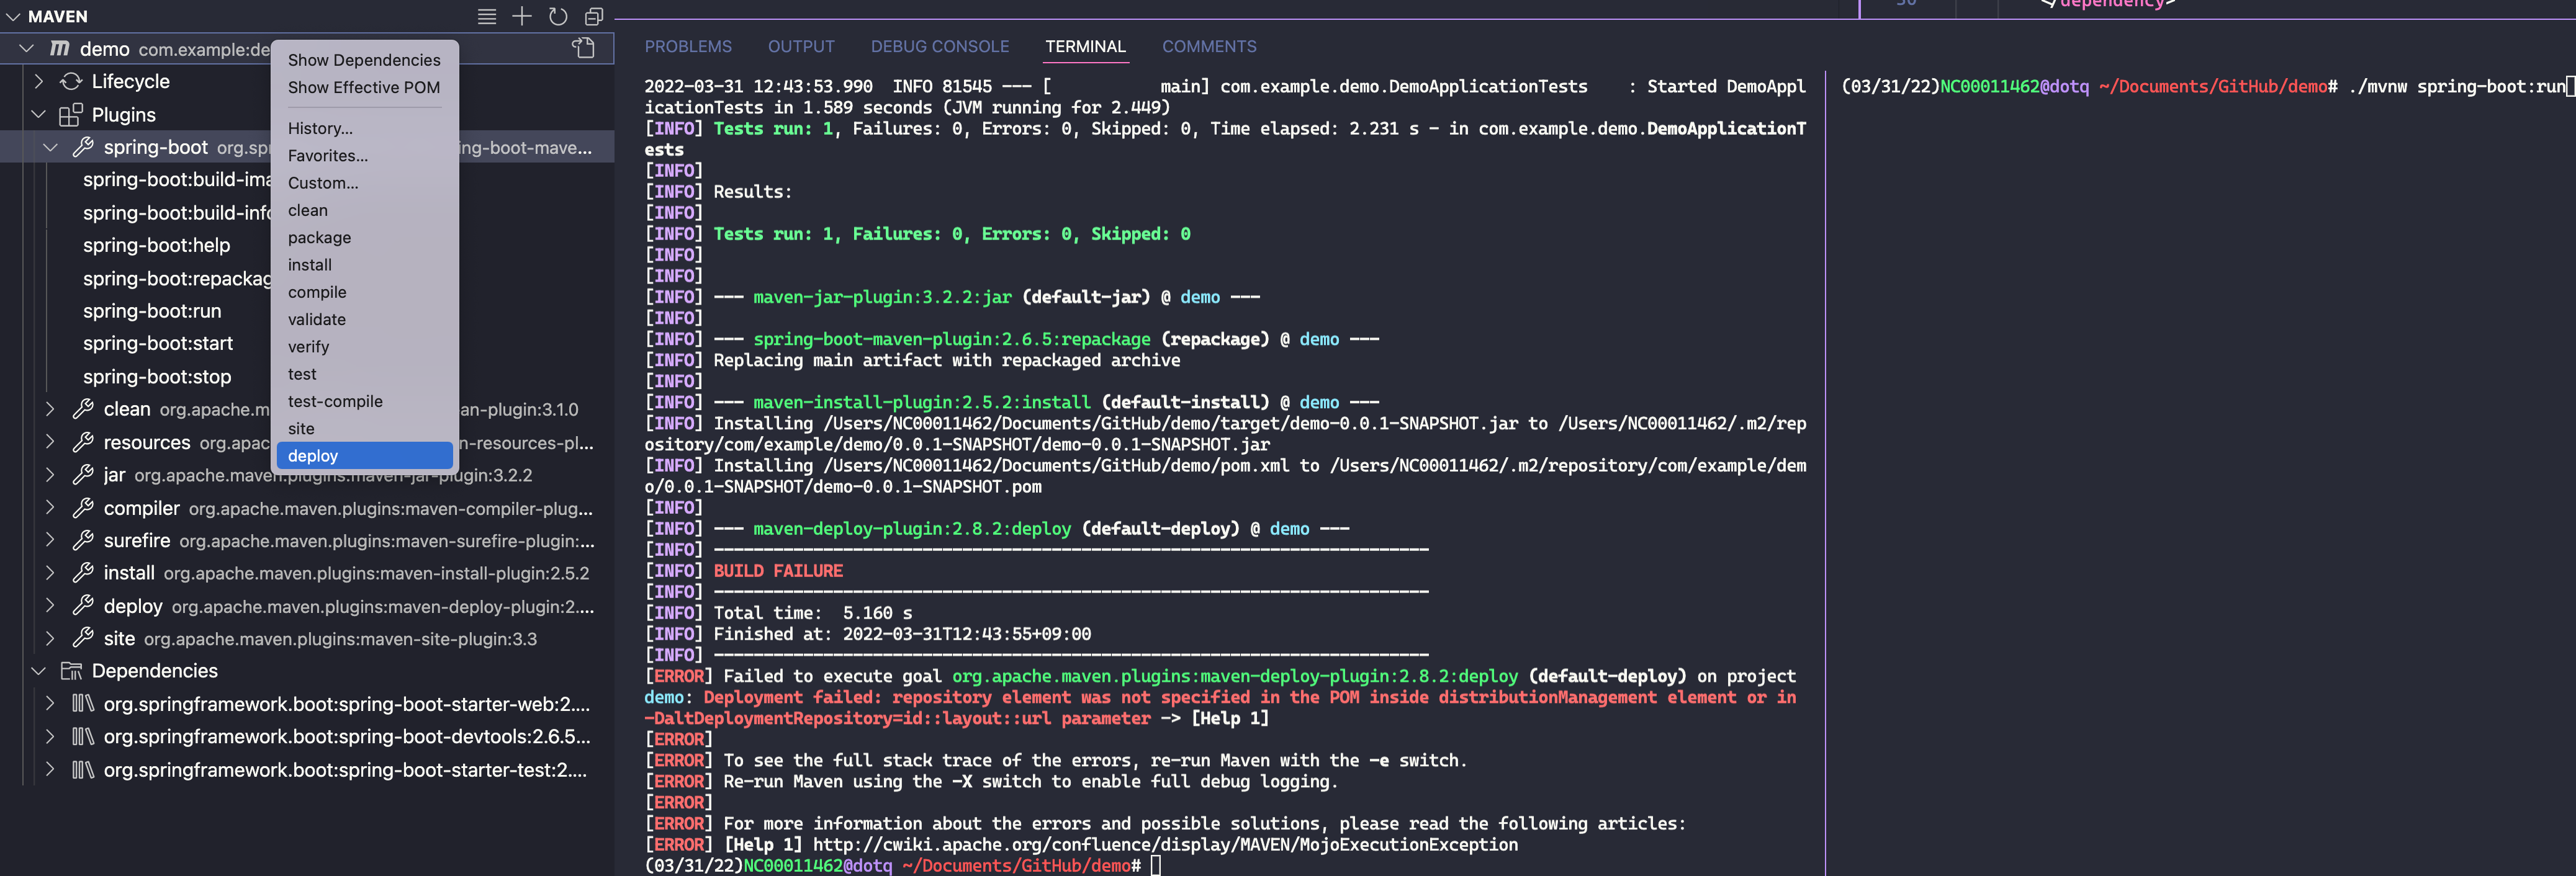 MAVEN
demo com.example:de
Lifecycle
Plugins
spring-boot org.sp ing-boot-mave...
spring-boot:build-ima
spring-boot:build-info
spring-boot:help
spring-boot:repackag
spring-boot:run
spring-boot:start
spring-boot:stop
clean org.apache.m an-plugin:3.1.0
resources org.apac n-resources-pl...
jar org.apache.maven.plugins:maven-jar-plugin:3.2.2
compiler org.apache.maven.plugins:maven-compiler-plug...
surefire org.apache.maven.plugins:maven-surefire-plugin:...
install org.apache.maven.plugins:maven-install-plugin:2.5.2
deploy org.apache.maven.plugins:maven-deploy-plugin:2....
site org.apache.maven.plugins:maven-site-plugin:3.3
Dependencies
org.springframework.boot:spring-boot-starter-web:2....
org.springframework.boot:spring-boot-devtools:2.6.5...
org.springframework.boot:spring-boot-starter-test:2....
Show Dependencies
Show Effective POM
History...
Favorites...
Custom...
clean
package
install
compile
validate
verify
test
test-compile
site
deploy
</dependency>
PROBLEMS OUTPUT DEBUG CONSOLE TERMINAL COMMENTS
2022-03-31 12:43:53.990  INFO 81545 --- [           main] com.example.demo.DemoApplicationTests    : Started DemoAppl
icationTests in 1.589 seconds (JVM running for 2.449)
[INFO] Tests run: 1, Failures: 0, Errors: 0, Skipped: 0, Time elapsed: 2.231 s - in com.example.demo.DemoApplicationT
ests
[INFO]
[INFO] Results:
[INFO]
[INFO] Tests run: 1, Failures: 0, Errors: 0, Skipped: 0
[INFO]
[INFO]
[INFO] --- maven-jar-plugin:3.2.2:jar (default-jar) @ demo ---
[INFO]
[INFO] --- spring-boot-maven-plugin:2.6.5:repackage (repackage) @ demo ---
[INFO] Replacing main artifact with repackaged archive
[INFO]
[INFO] --- maven-install-plugin:2.5.2:install (default-install) @ demo ---
[INFO] Installing /Users/NC00011462/Documents/GitHub/demo/target/demo-0.0.1-SNAPSHOT.jar to /Users/NC00011462/.m2/rep
ository/com/example/demo/0.0.1-SNAPSHOT/demo-0.0.1-SNAPSHOT.jar
[INFO] Installing /Users/NC00011462/Documents/GitHub/demo/pom.xml to /Users/NC00011462/.m2/repository/com/example/dem
o/0.0.1-SNAPSHOT/demo-0.0.1-SNAPSHOT.pom
[INFO]
[INFO] --- maven-deploy-plugin:2.8.2:deploy (default-deploy) @ demo ---
[INFO] ------------------------------------------------------------------------
[INFO] BUILD FAILURE
[INFO] ------------------------------------------------------------------------
[INFO] Total time:  5.160 s
[INFO] Finished at: 2022-03-31T12:43:55+09:00
[INFO] ------------------------------------------------------------------------
[ERROR] Failed to execute goal org.apache.maven.plugins:maven-deploy-plugin:2.8.2:deploy (default-deploy) on project
demo: Deployment failed: repository element was not specified in the POM inside distributionManagement element or in
-DaltDeploymentRepository=id::layout::url parameter -> [Help 1]
[ERROR]
[ERROR] To see the full stack trace of the errors, re-run Maven with the -e switch.
[ERROR] Re-run Maven using the -X switch to enable full debug logging.
[ERROR]
[ERROR] For more information about the errors and possible solutions, please read the following articles:
[ERROR] [Help 1] http://cwiki.apache.org/confluence/display/MAVEN/MojoExecutionException
(03/31/22)NC00011462@dotq ~/Documents/GitHub/demo#
(03/31/22)NC00011462@dotq ~/Documents/GitHub/demo# ./mvnw spring-boot:run